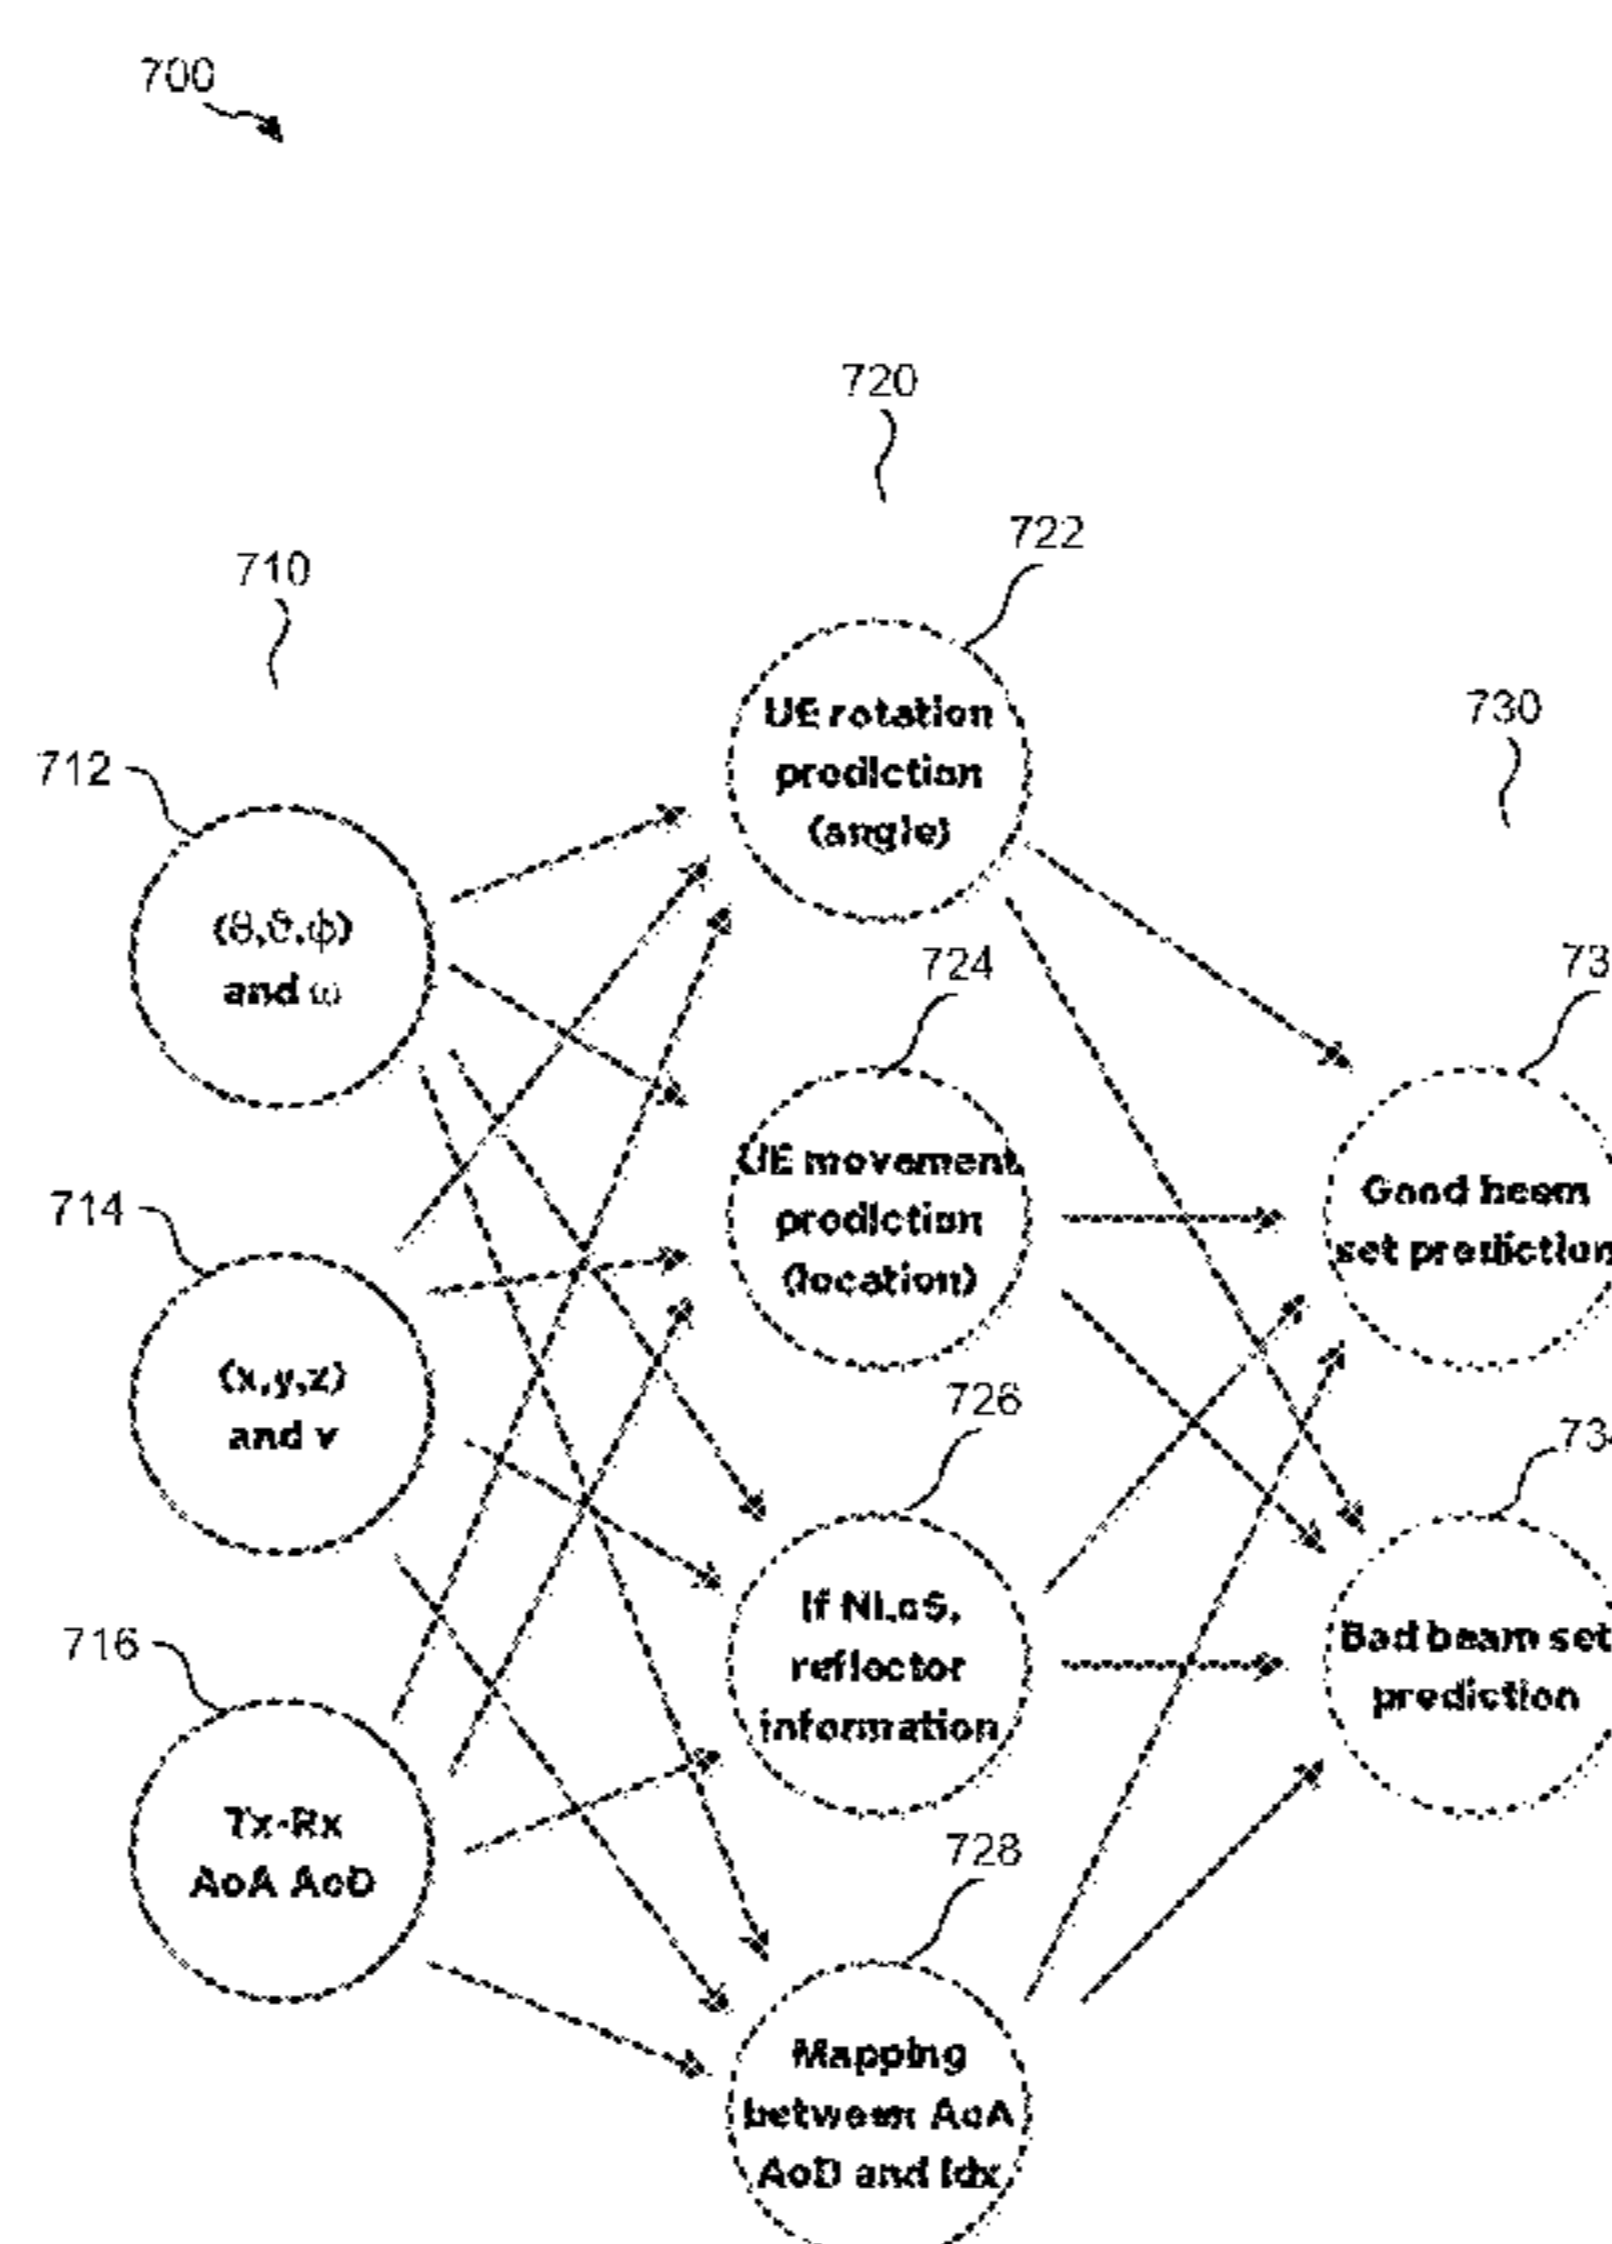 700
720
722
710
UE rotation
prediction
(angle)
730
712
(θ,ϑ,ϕ)
and ω
724
73
714
UE movement
prediction
(location)
Good beam
set prediction
(x,y,z)
and v
726
73
716
If NLoS,
reflector
information
Bad beam set
prediction
Tx-Rx
AoA AoD
728
Mapping
between AoA
AoD and Idx